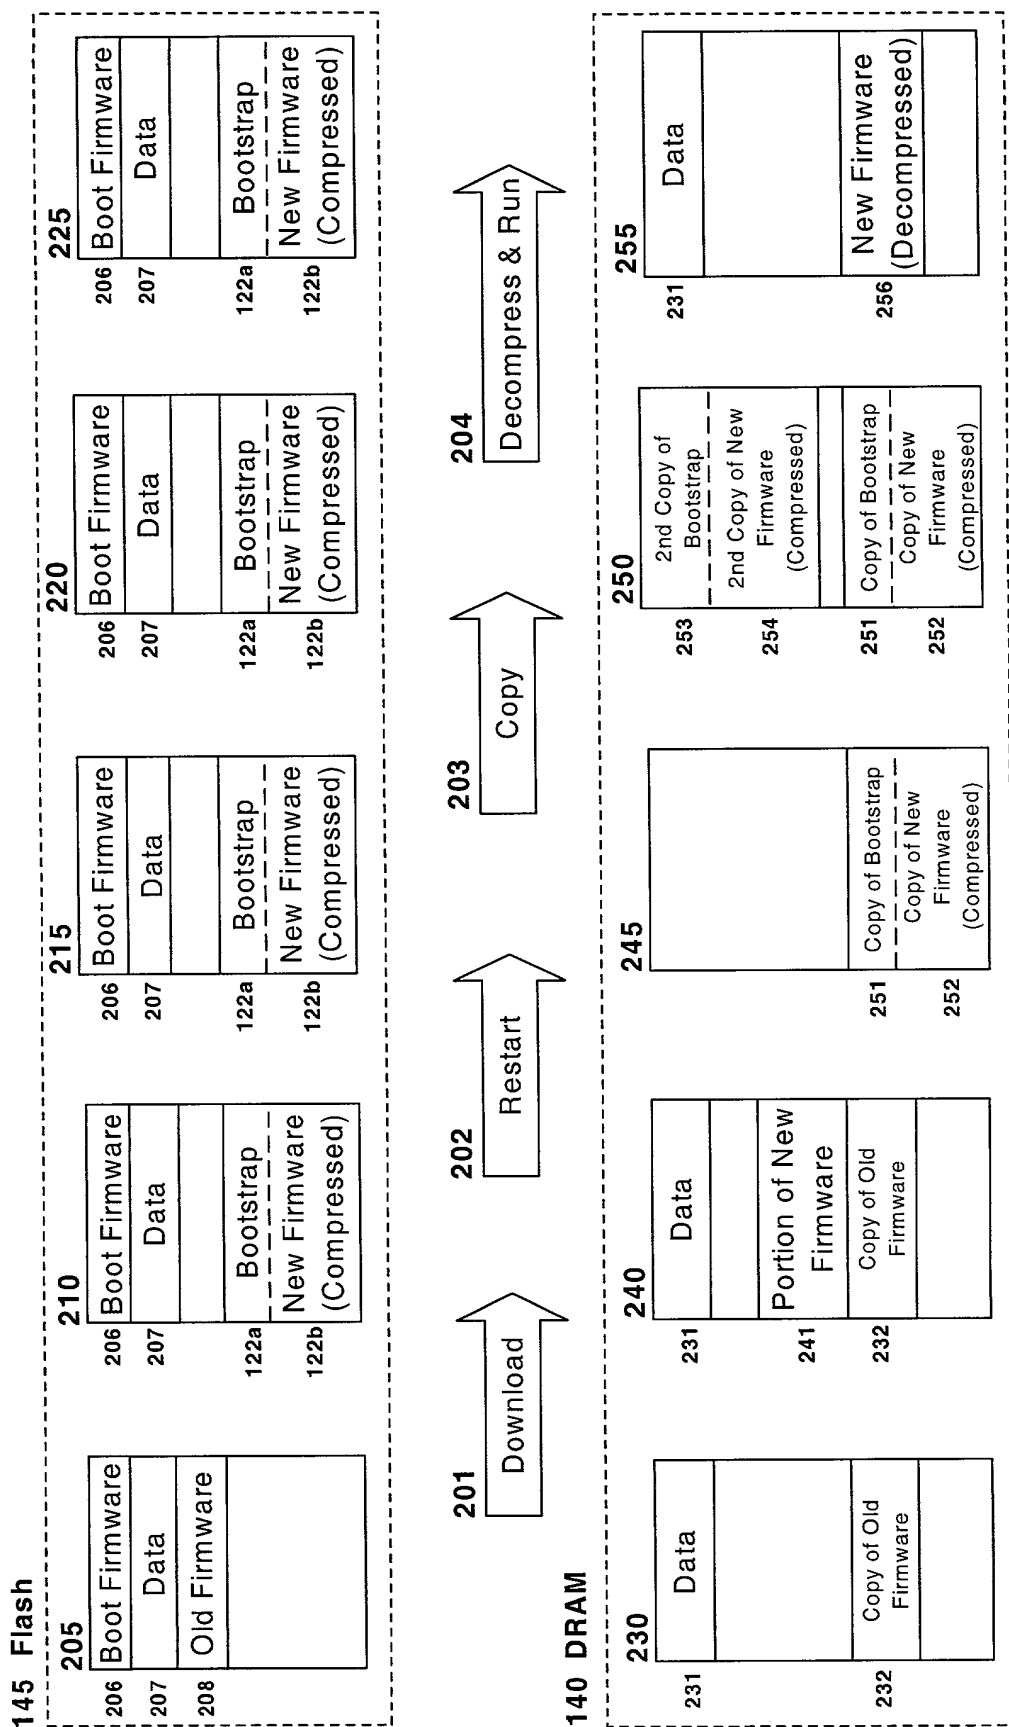 145 Flash
205
206
Boot Firmware
207
Data
208
Old Firmware
210
206
Boot Firmware
207
Data
122a
Bootstrap
122b
New Firmware
(Compressed)
215
206
Boot Firmware
207
Data
122a
Bootstrap
122b
New Firmware
(Compressed)
220
206
Boot Firmware
207
Data
122a
Bootstrap
122b
New Firmware
(Compressed)
225
206
Boot Firmware
207
Data
122a
Bootstrap
122b
New Firmware
(Compressed)
201
Download
202
Restart
203
Copy
204
Decompress & Run
140 DRAM
230
231
Data
232
Copy of Old
Firmware
240
231
Data
241
Portion of New
Firmware
232
Copy of Old
Firmware
245
251
Copy of Bootstrap
252
Copy of New
Firmware
(Compressed)
250
253
2nd Copy of
Bootstrap
254
2nd Copy of New
Firmware
(Compressed)
251
Copy of Bootstrap
252
Copy of New
Firmware
(Compressed)
255
231
Data
256
New Firmware
(Decompressed)